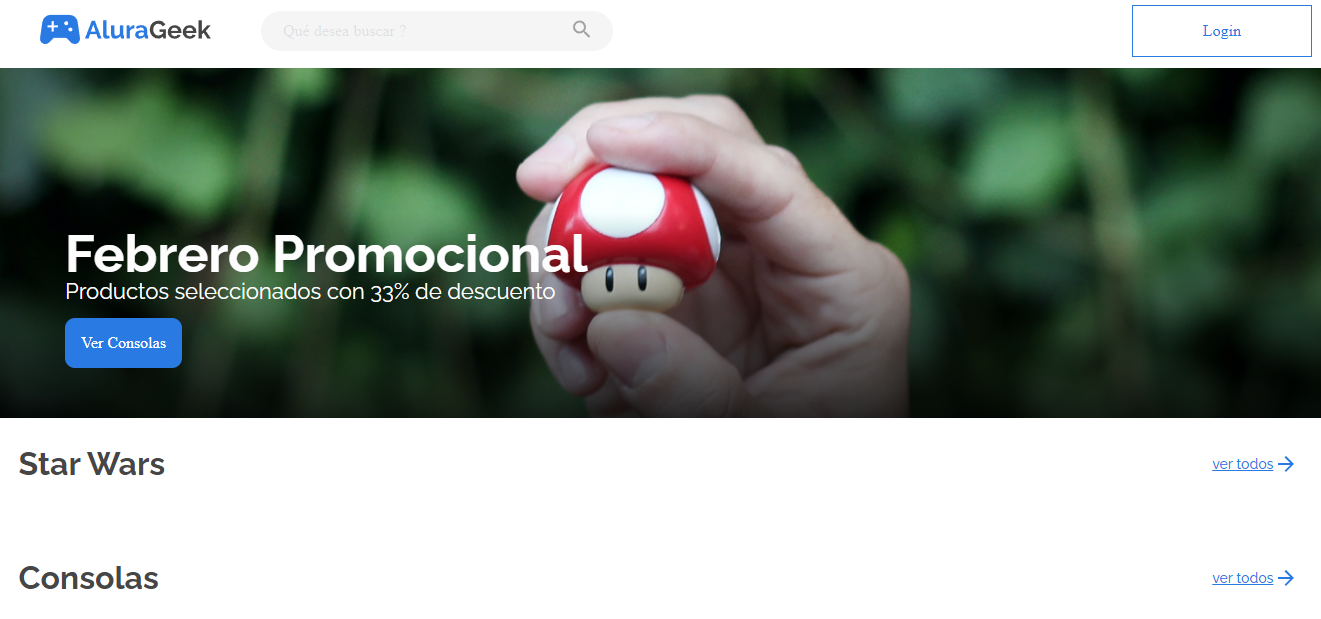 AluraGeek
Qué desea buscar ?
Login
Febrero Promocional
Productos seleccionados con 33% de descuento
Ver Consolas
Star Wars
ver todos
Consolas
ver todos